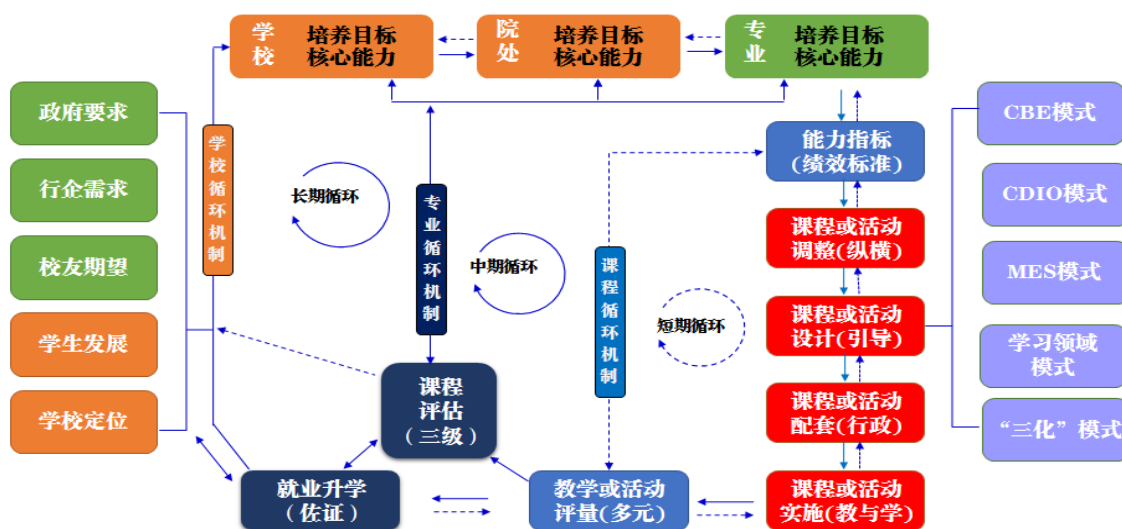 学校
培养目标
核心能力
院处
培养目标
核心能力
专业
培养目标
核心能力
政府要求
行企需求
校友期望
学生发展
学校定位
学校循环机制
长期循环
专业循环机制
中期循环
课程循环机制
短期循环
能力指标
(绩效标准)
课程或活动
调整(纵横)
课程或活动
设计(引导)
课程或活动
配套(行政)
课程或活动
实施(教与学)
CBE模式
CDIO模式
MES模式
学习领域
模式
“三化”模式
课程
评估
（三级）
就业升学
（佐证）
教学或活动
评量(多元)